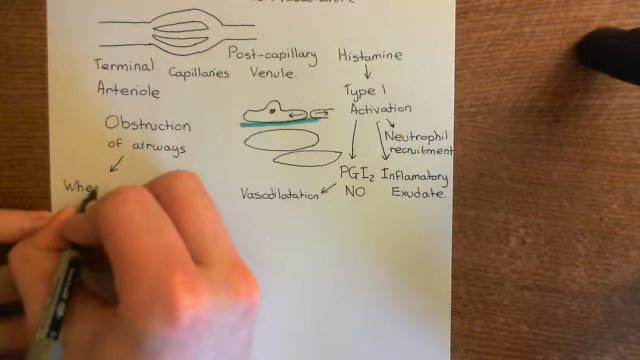 Terminal
Arteriole
Capillaries
Post-capillary
Venule.
Histamine
Type 1
Activation
Neutrophil
recruitment
PGI2
NO
Inflamatory
Exudate.
Vasodilatation
Obstruction
of airways
Whe